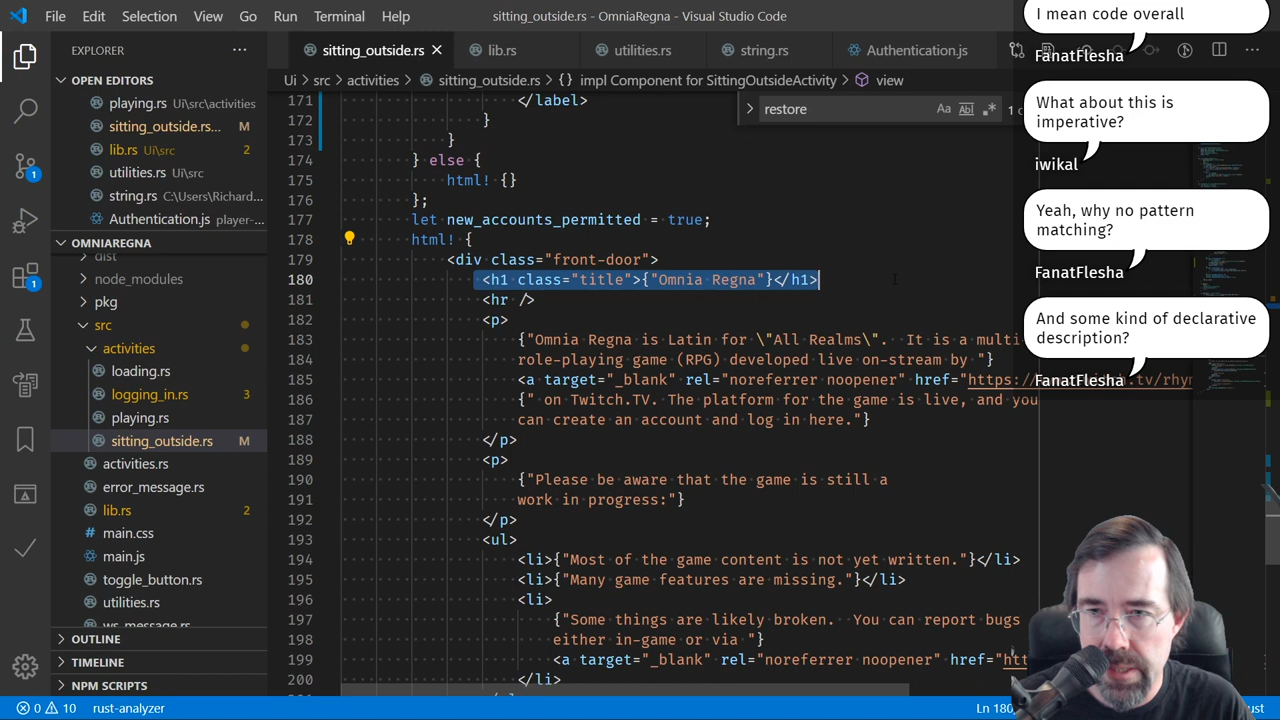 File Edit Selection View Go Run Terminal Help
sitting_outside.rs - OmniaRegna - Visual Studio Code
EXPLORER
OPEN EDITORS
playing.rs Ui\src\activities
sitting_outside.rs... M
lib.rs Ui\src 2
utilities.rs Ui\src
string.rs C:\Users\Richard...
Authentication.js player-...
OMNIAREGNA
dist
node_modules
pkg
src
activities
loading.rs
logging_in.rs 3
playing.rs
sitting_outside.rs M
activities.rs
error_message.rs
lib.rs 2
main.css
main.js
toggle_button.rs
utilities.rs
ws_message.rs
OUTLINE
TIMELINE
NPM SCRIPTS
1
1
sitting_outside.rs lib.rs utilities.rs string.rs Authentication.js
Ui > src > activities > sitting_outside.rs > {} impl Component for SittingOutsideActivity > view
restore Aa Abl .*
171 </label>
172 }
173 }
174 } else {
175 html! {}
176 };
177 let new_accounts_permitted = true;
178 html! {
179 <div class="front-door">
180 <h1 class="title">{"Omnia Regna"}</h1>
181 <hr />
182 <p>
183 {"Omnia Regna is Latin for \"All Realms\". It is a multi-
184 role-playing game (RPG) developed live on-stream by "}
185 <a target="_blank" rel="noreferrer noopener" href="https://
186 {" on Twitch.TV. The platform for the game is live, and you
187 can create an account and log in here."}
188 </p>
189 <p>
190 {"Please be aware that the game is still a
191 work in progress:"}
192 </p>
193 <ul>
194 <li>{"Most of the game content is not yet written."}</li>
195 <li>{"Many game features are missing."}</li>
196 <li>
197 {"Some things are likely broken. You can report bugs
198 either in-game or via "}
199 <a target="_blank" rel="noreferrer noopener" href="htt
200 </li>
I mean code overall
FanatFlesha
What about this is
imperative?
iwikal
Yeah, why no pattern
matching?
FanatFlesha
And some kind of declarative
description?
FanatFlesha
0 10 rust-analyzer
Ln 180,